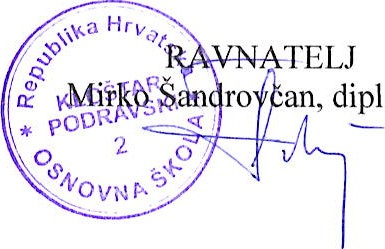 RAVNATELJ
Mirko Šandrovčan, dipl
Republika Hrvatska
KLOŠTAR
PODRAVSKI
2
* OSNOVNA ŠKOLA